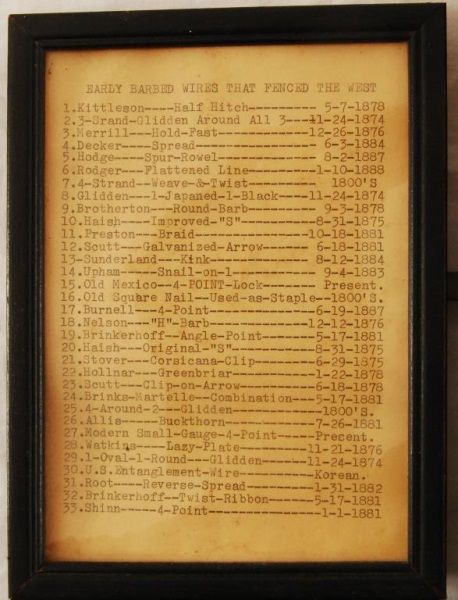 EARLY BARBED WIRES THAT FENCED THE WEST
1.Kittleson----Half Hitch---------- 5-7-1878
2.3-Srand-Glidden Around All 3---11-24-1874
3.Merrill---Hold-Fast------------12-26-1876
4.Decker----Spread--------------- 6-3-1884
5.Hodge----Spur-Rowel------------ 8-2-1887
6.Rodger---Flattened Line-------- 1-10-1888
7.4-Strand--Weave-&-Twist-------- 1800'S
8.Glidden---1-Japaned-1-Black----11-24-1874
9.Brotherton---Round-Barb-------- 9-3-1878
10.Haish----Improved-"S"--------- 8-31-1875
11.Preston---Braid---------------10-18-1881
12.Scutt---Galvanized-Arrow------ 6-18-1881
13-Sunderland---Kink------------- 8-12-1884
14.Upham----Snail-on-1----------- 9-4-1883
15.Old Mexico--4-POINT-Lock------ Present.
16.Old Square Nail--Used-as-Staple--1800'S.
17.Burnell---4-Point------------- 6-19-1887
18.Nelson---"H"-Barb-------------12-12-1876
19.Brinkerhoff--Angle-Point------5-17-1881
20.Haish---Original-"S"----------8-31-1875
21.Stover---Corsicana-Clip-------6-29-1875
22.Hollnar---Greenbriar----------1-22-1878
23.Scutt---Clip-on-Arrow---------6-18-1878
24.Brinks-Martelle--Combination--5-17-1881
25.4-Around-2---Glidden-----------1800'S.
26.Allis----Buckthorn------------7-26-1881
27.Modern Small-Gauge-4-Point----Present.
28.Watkins----Lazy-Plate--------11-21-1876
29.1-Oval-1-Round---Glidden-----11-24-1874
30.U.S.Entanglement-Wire---------Korean.
31.Root----Reverse-Spread--------1-31-1882
32.Brinkerhoff--Twist-Ribbon-----5-17-1881
33.Shinn----4-Point---------------1-1-1881